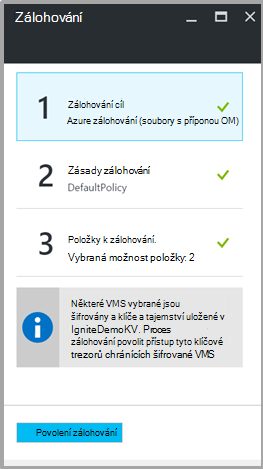 Zálohování
1
Zálohování cíl
Azure zálohování (soubory s příponou OM)
2
Zásady zálohování
DefaultPolicy
3
Položky k zálohování.
Vybraná možnost položky: 2
Některé VMS vybrané jsou
šifrovány a klíče a tajemství uložené v
IgniteDemoKV. Proces
zálohování povolit přístup tyto klíčové
trezorů chránících šifrované VMS
Povolení zálohování